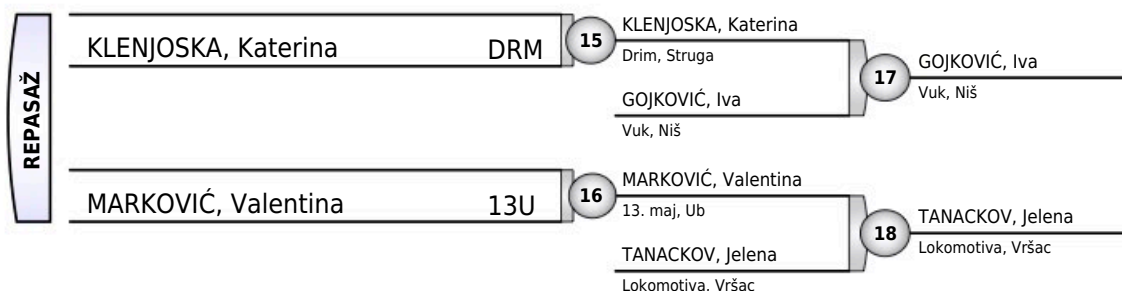 REPASAŽ
KLENJOSKA, Katerina DRM
15
KLENJOSKA, Katerina
Drim, Struga
GOJKOVIĆ, Iva
Vuk, Niš
17
GOJKOVIĆ, Iva
Vuk, Niš
MARKOVIĆ, Valentina 13U
16
MARKOVIĆ, Valentina
13. maj, Ub
TANACKOV, Jelena
Lokomotiva, Vršac
18
TANACKOV, Jelena
Lokomotiva, Vršac